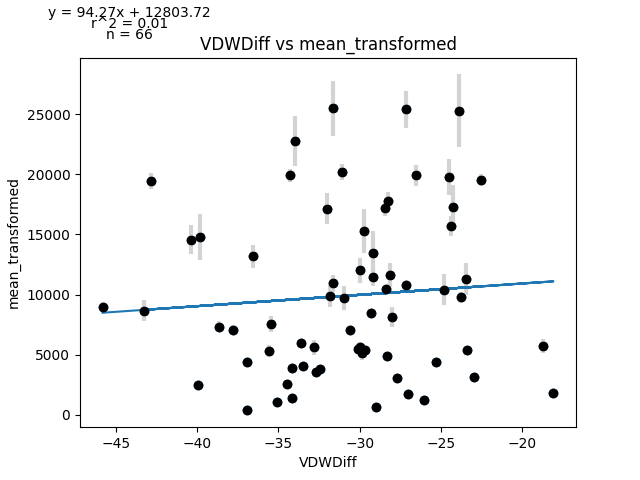 y = 94.27x + 12803.72
r^2 = 0.01
n = 66
VDWDiff vs mean_transformed
25000
20000
15000
10000
5000
0
mean_transformed
−45 −40 −35 −30 −25 −20
VDWDiff